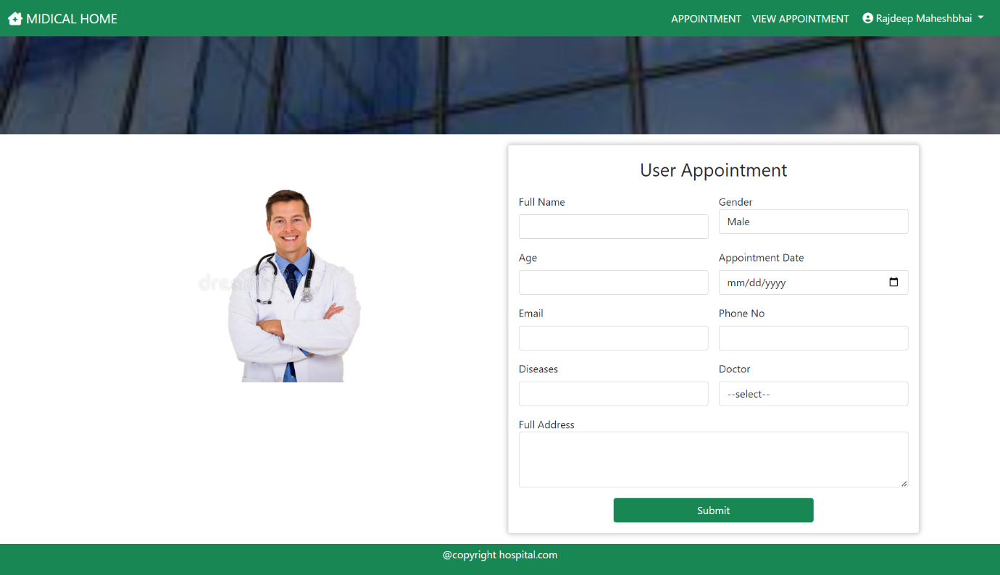 MIDICAL HOME
APPOINTMENT VIEW APPOINTMENT Rajdeep Maheshbhai
User Appointment
Full Name Gender
Male
Age Appointment Date
mm/dd/yyyy
Email Phone No
Diseases Doctor
--select--
Full Address
Submit
@copyright hospital.com